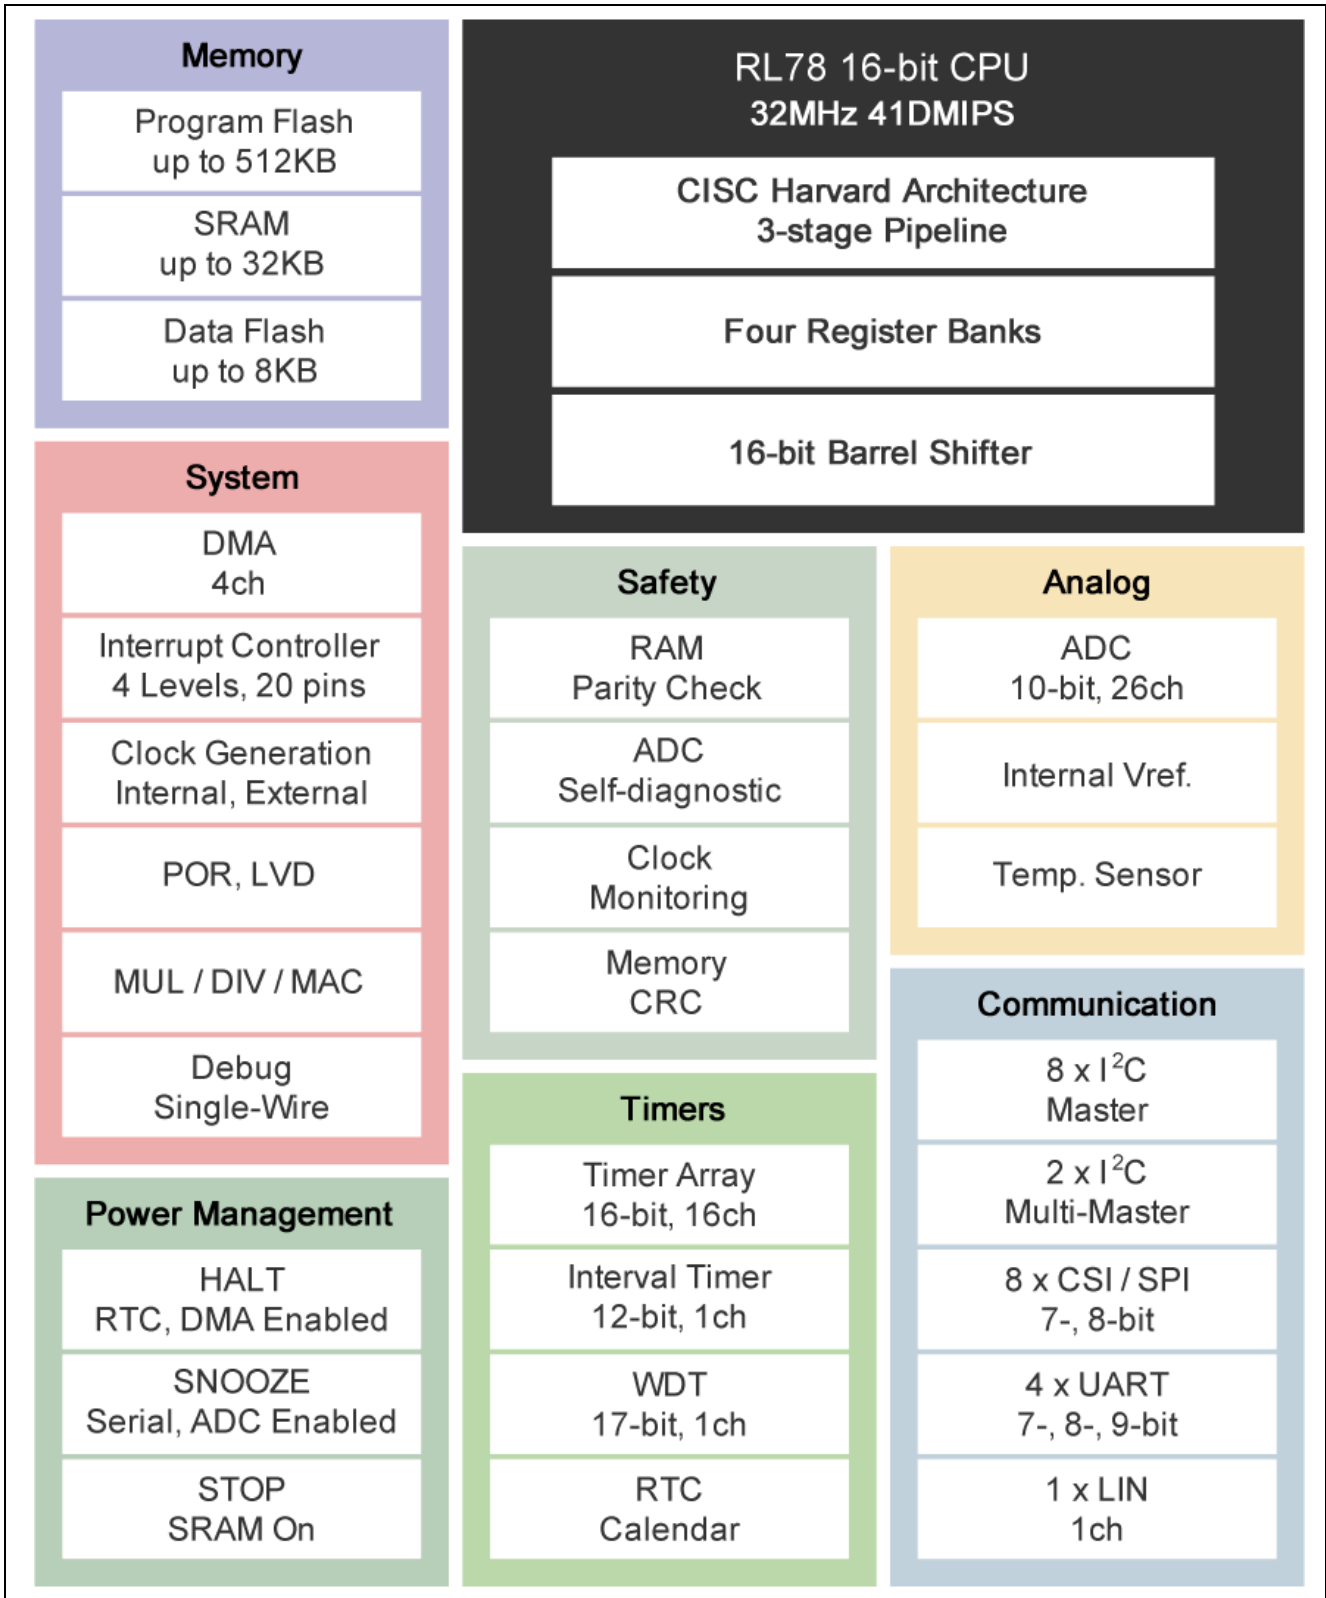 Memory
Program Flash
up to 512KB
SRAM
up to 32KB
Data Flash
up to 8KB
RL78 16-bit CPU
32MHz 41DMIPS
CISC Harvard Architecture
3-stage Pipeline
Four Register Banks
16-bit Barrel Shifter
System
DMA
4ch
Interrupt Controller
4 Levels, 20 pins
Clock Generation
Internal, External
POR, LVD
MUL / DIV / MAC
Debug
Single-Wire
Safety
RAM
Parity Check
ADC
Self-diagnostic
Clock
Monitoring
Memory
CRC
Analog
ADC
10-bit, 26ch
Internal Vref.
Temp. Sensor
Power Management
HALT
RTC, DMA Enabled
SNOOZE
Serial, ADC Enabled
STOP
SRAM On
Timers
Timer Array
16-bit, 16ch
Interval Timer
12-bit, 1ch
WDT
17-bit, 1ch
RTC
Calendar
Communication
8 x I²C
Master
2 x I²C
Multi-Master
8 x CSI / SPI
7-, 8-bit
4 x UART
7-, 8-, 9-bit
1 x LIN
1ch